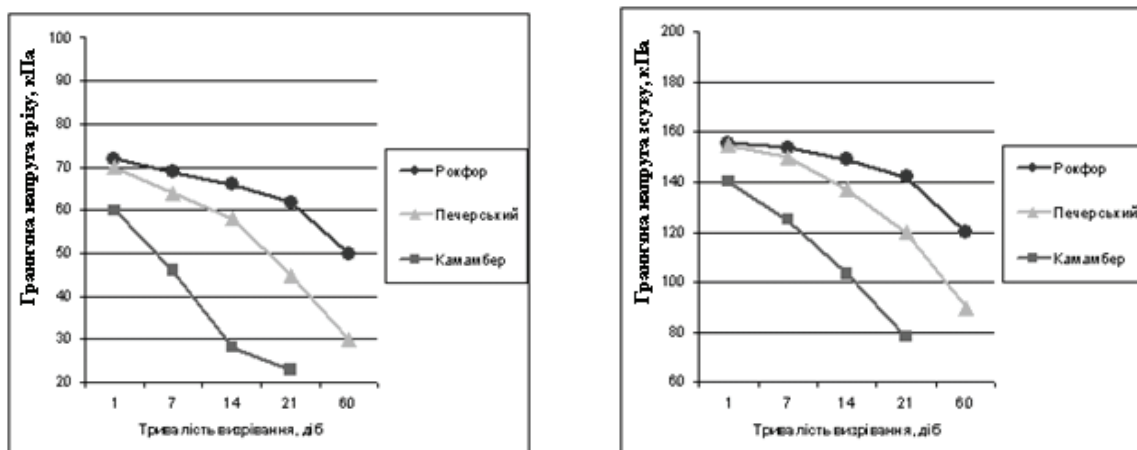 Гранична напруга зрізу, кПа
100
90
80
70
60
50
40
30
20
1 7 14 21 60
Тривалість визрівання, діб
Рокфор
Печерський
Камамбер
Гранична напруга зсуву, кПа
200
180
160
140
120
100
80
60
1 7 14 21 60
Тривалість визрівання, діб
Рокфор
Печерський
Камамбер